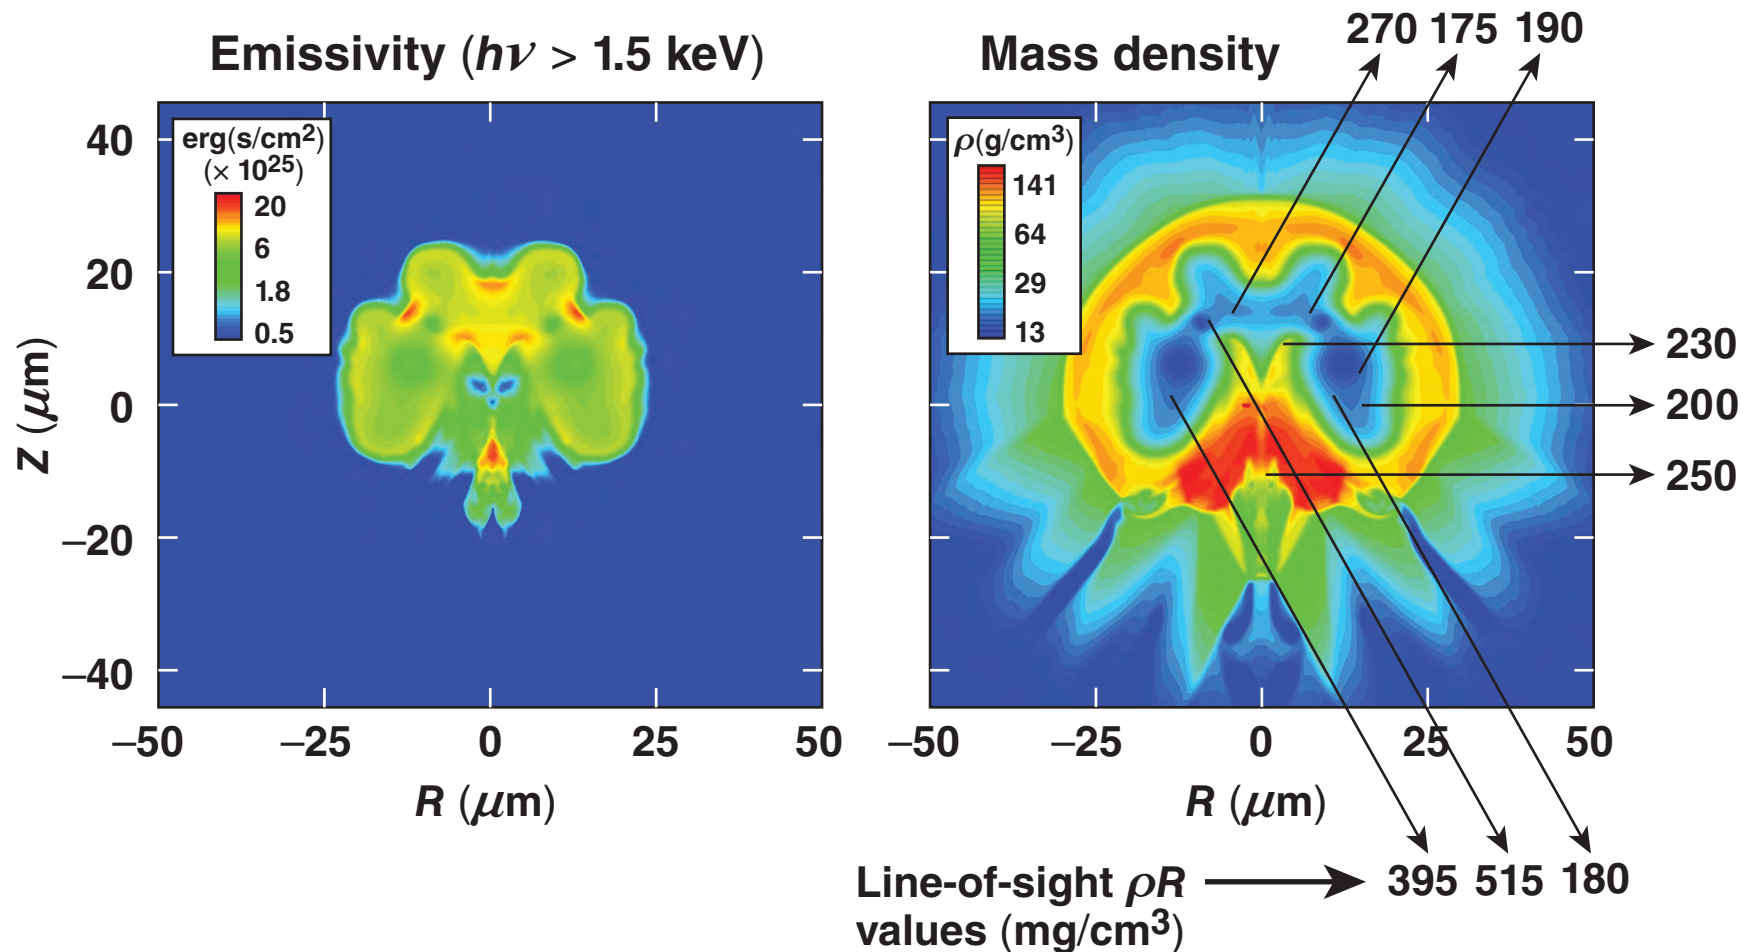 270 175 190
Emissivity (hν > 1.5 keV)
Mass density
erg(s/cm²)
(× 10²⁵)
20
6
1.8
0.5
ρ(g/cm³)
141
64
29
13
40
20
0
–20
–40
Z (μm)
230
200
250
–50
–25
0
25
50
R (μm)
–50
–25
0
25
50
R (μm)
Line-of-sight ρR
values (mg/cm³)
395 515 180